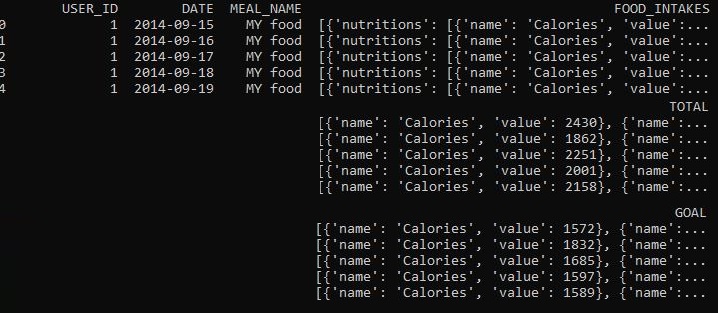 USER_ID DATE MEAL_NAME FOOD_INTAKES
0 1 2014-09-15 MY food [{'nutritions': [{'name': 'Calories', 'value':...
1 1 2014-09-16 MY food [{'nutritions': [{'name': 'Calories', 'value':...
2 1 2014-09-17 MY food [{'nutritions': [{'name': 'Calories', 'value':...
3 1 2014-09-18 MY food [{'nutritions': [{'name': 'Calories', 'value':...
4 1 2014-09-19 MY food [{'nutritions': [{'name': 'Calories', 'value':...
TOTAL
[{'name': 'Calories', 'value': 2430}, {'name':...
[{'name': 'Calories', 'value': 1862}, {'name':...
[{'name': 'Calories', 'value': 2251}, {'name':...
[{'name': 'Calories', 'value': 2001}, {'name':...
[{'name': 'Calories', 'value': 2158}, {'name':...
GOAL
[{'name': 'Calories', 'value': 1572}, {'name':...
[{'name': 'Calories', 'value': 1832}, {'name':...
[{'name': 'Calories', 'value': 1685}, {'name':...
[{'name': 'Calories', 'value': 1597}, {'name':...
[{'name': 'Calories', 'value': 1589}, {'name':...